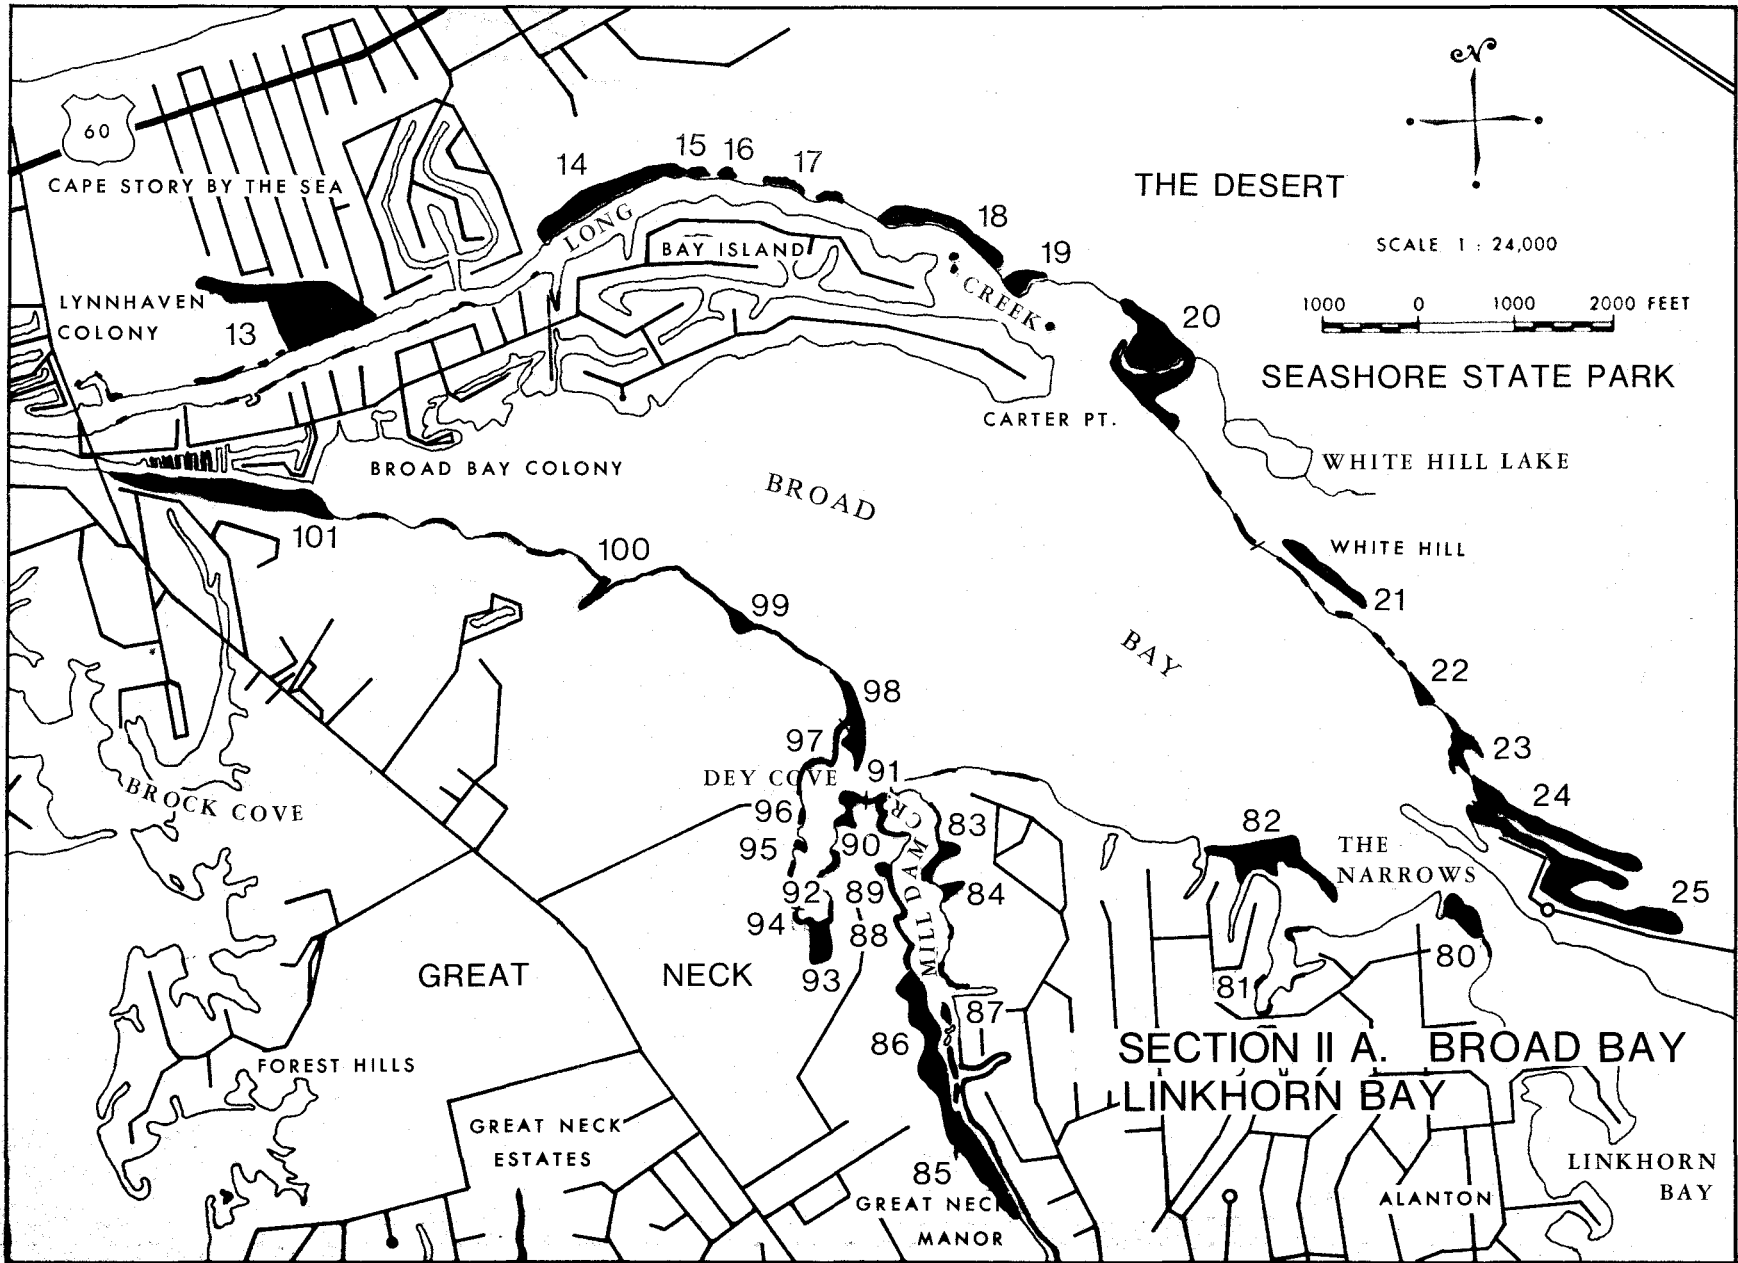 N
60
CAPE STORY BY THE SEA
14
15
16
17
THE DESERT
LONG
18
BAY ISLAND
SCALE 1 : 24,000
19
LYNNHAVEN
COLONY
13
CREEK
1000 0 1000 2000 FEET
20
SEASHORE STATE PARK
CARTER PT.
BROAD BAY COLONY
WHITE HILL LAKE
BROAD
101
100
WHITE HILL
99
21
BAY
22
98
97
23
DEY COVE
91
BROCK COVE
96
CR.
24
83
82
THE
NARROWS
95
90
92
89
84
25
94
88
MILL DAM
80
GREAT NECK
93
81
87
86
SECTION II A. BROAD BAY
LINKHORN BAY
FOREST HILLS
GREAT NECK
ESTATES
85
GREAT NECK
MANOR
ALANTON
LINKHORN
BAY